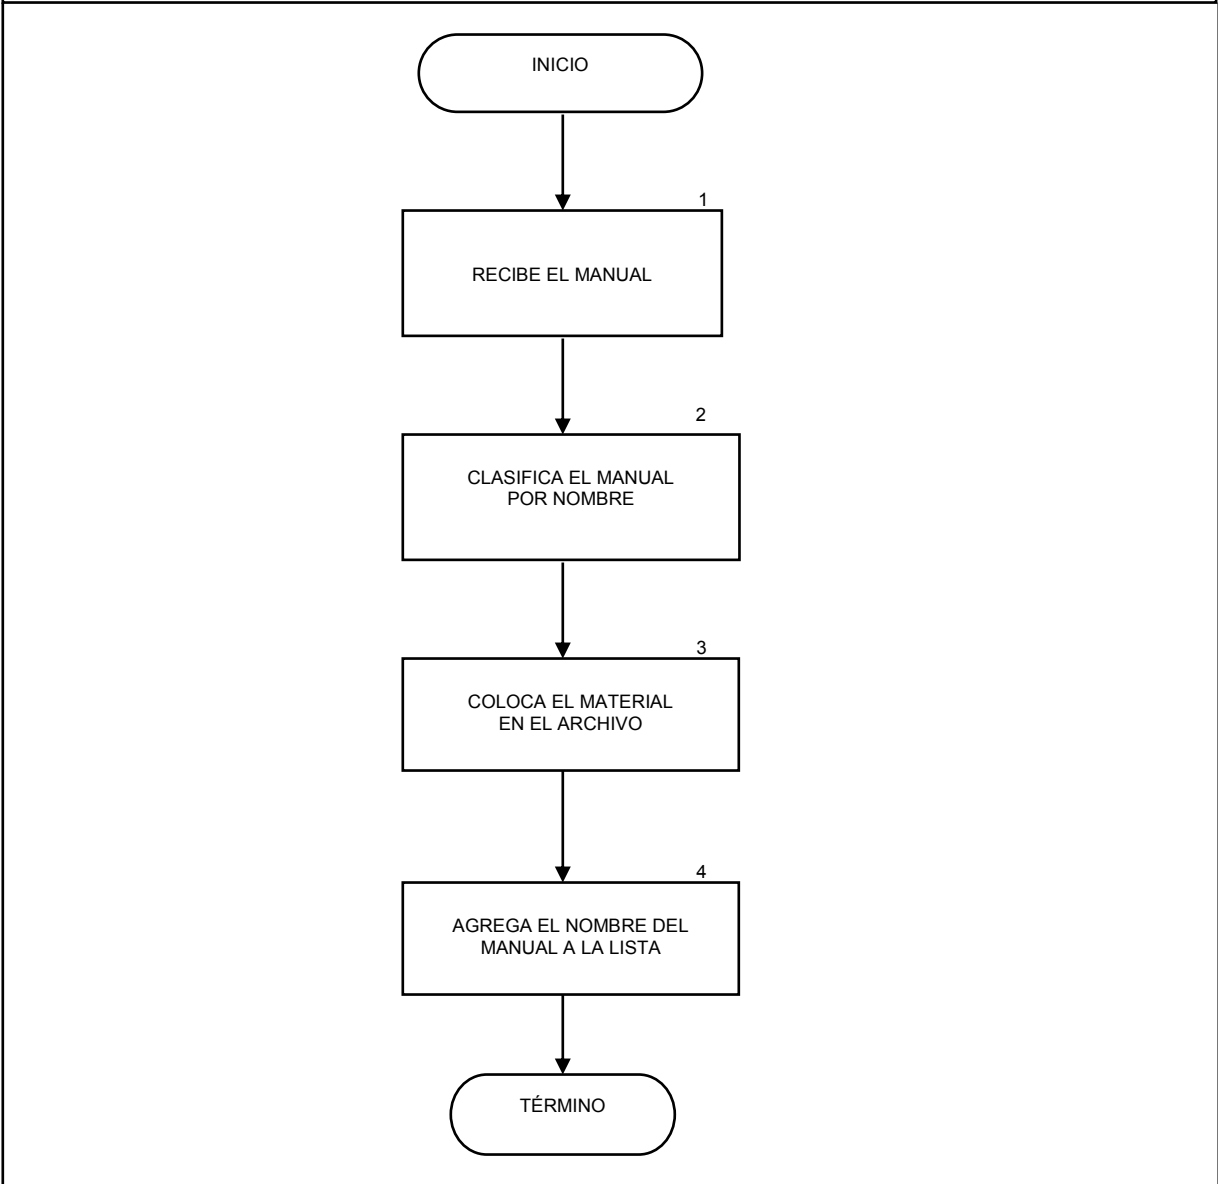 INICIO
1
RECIBE EL MANUAL
2
CLASIFICA EL MANUAL
POR NOMBRE
3
COLOCA EL MATERIAL
EN EL ARCHIVO
4
AGREGA EL NOMBRE DEL
MANUAL A LA LISTA
TÉRMINO